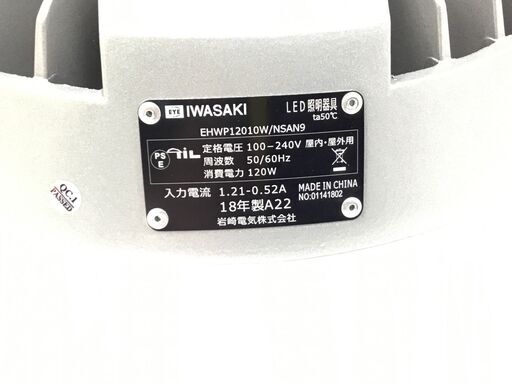 EYE IWASAKI
LED照明器具
ta50℃
EHWP12010W/NSAN9
PS E
定格電圧 100-240V 屋内・屋外用
周波数 50/60Hz
消費電力 120W
入力電流 1.21-0.52A
MADE IN CHINA
NO:01141802
18年製A22
岩崎電気株式会社
QC.1
PASSED